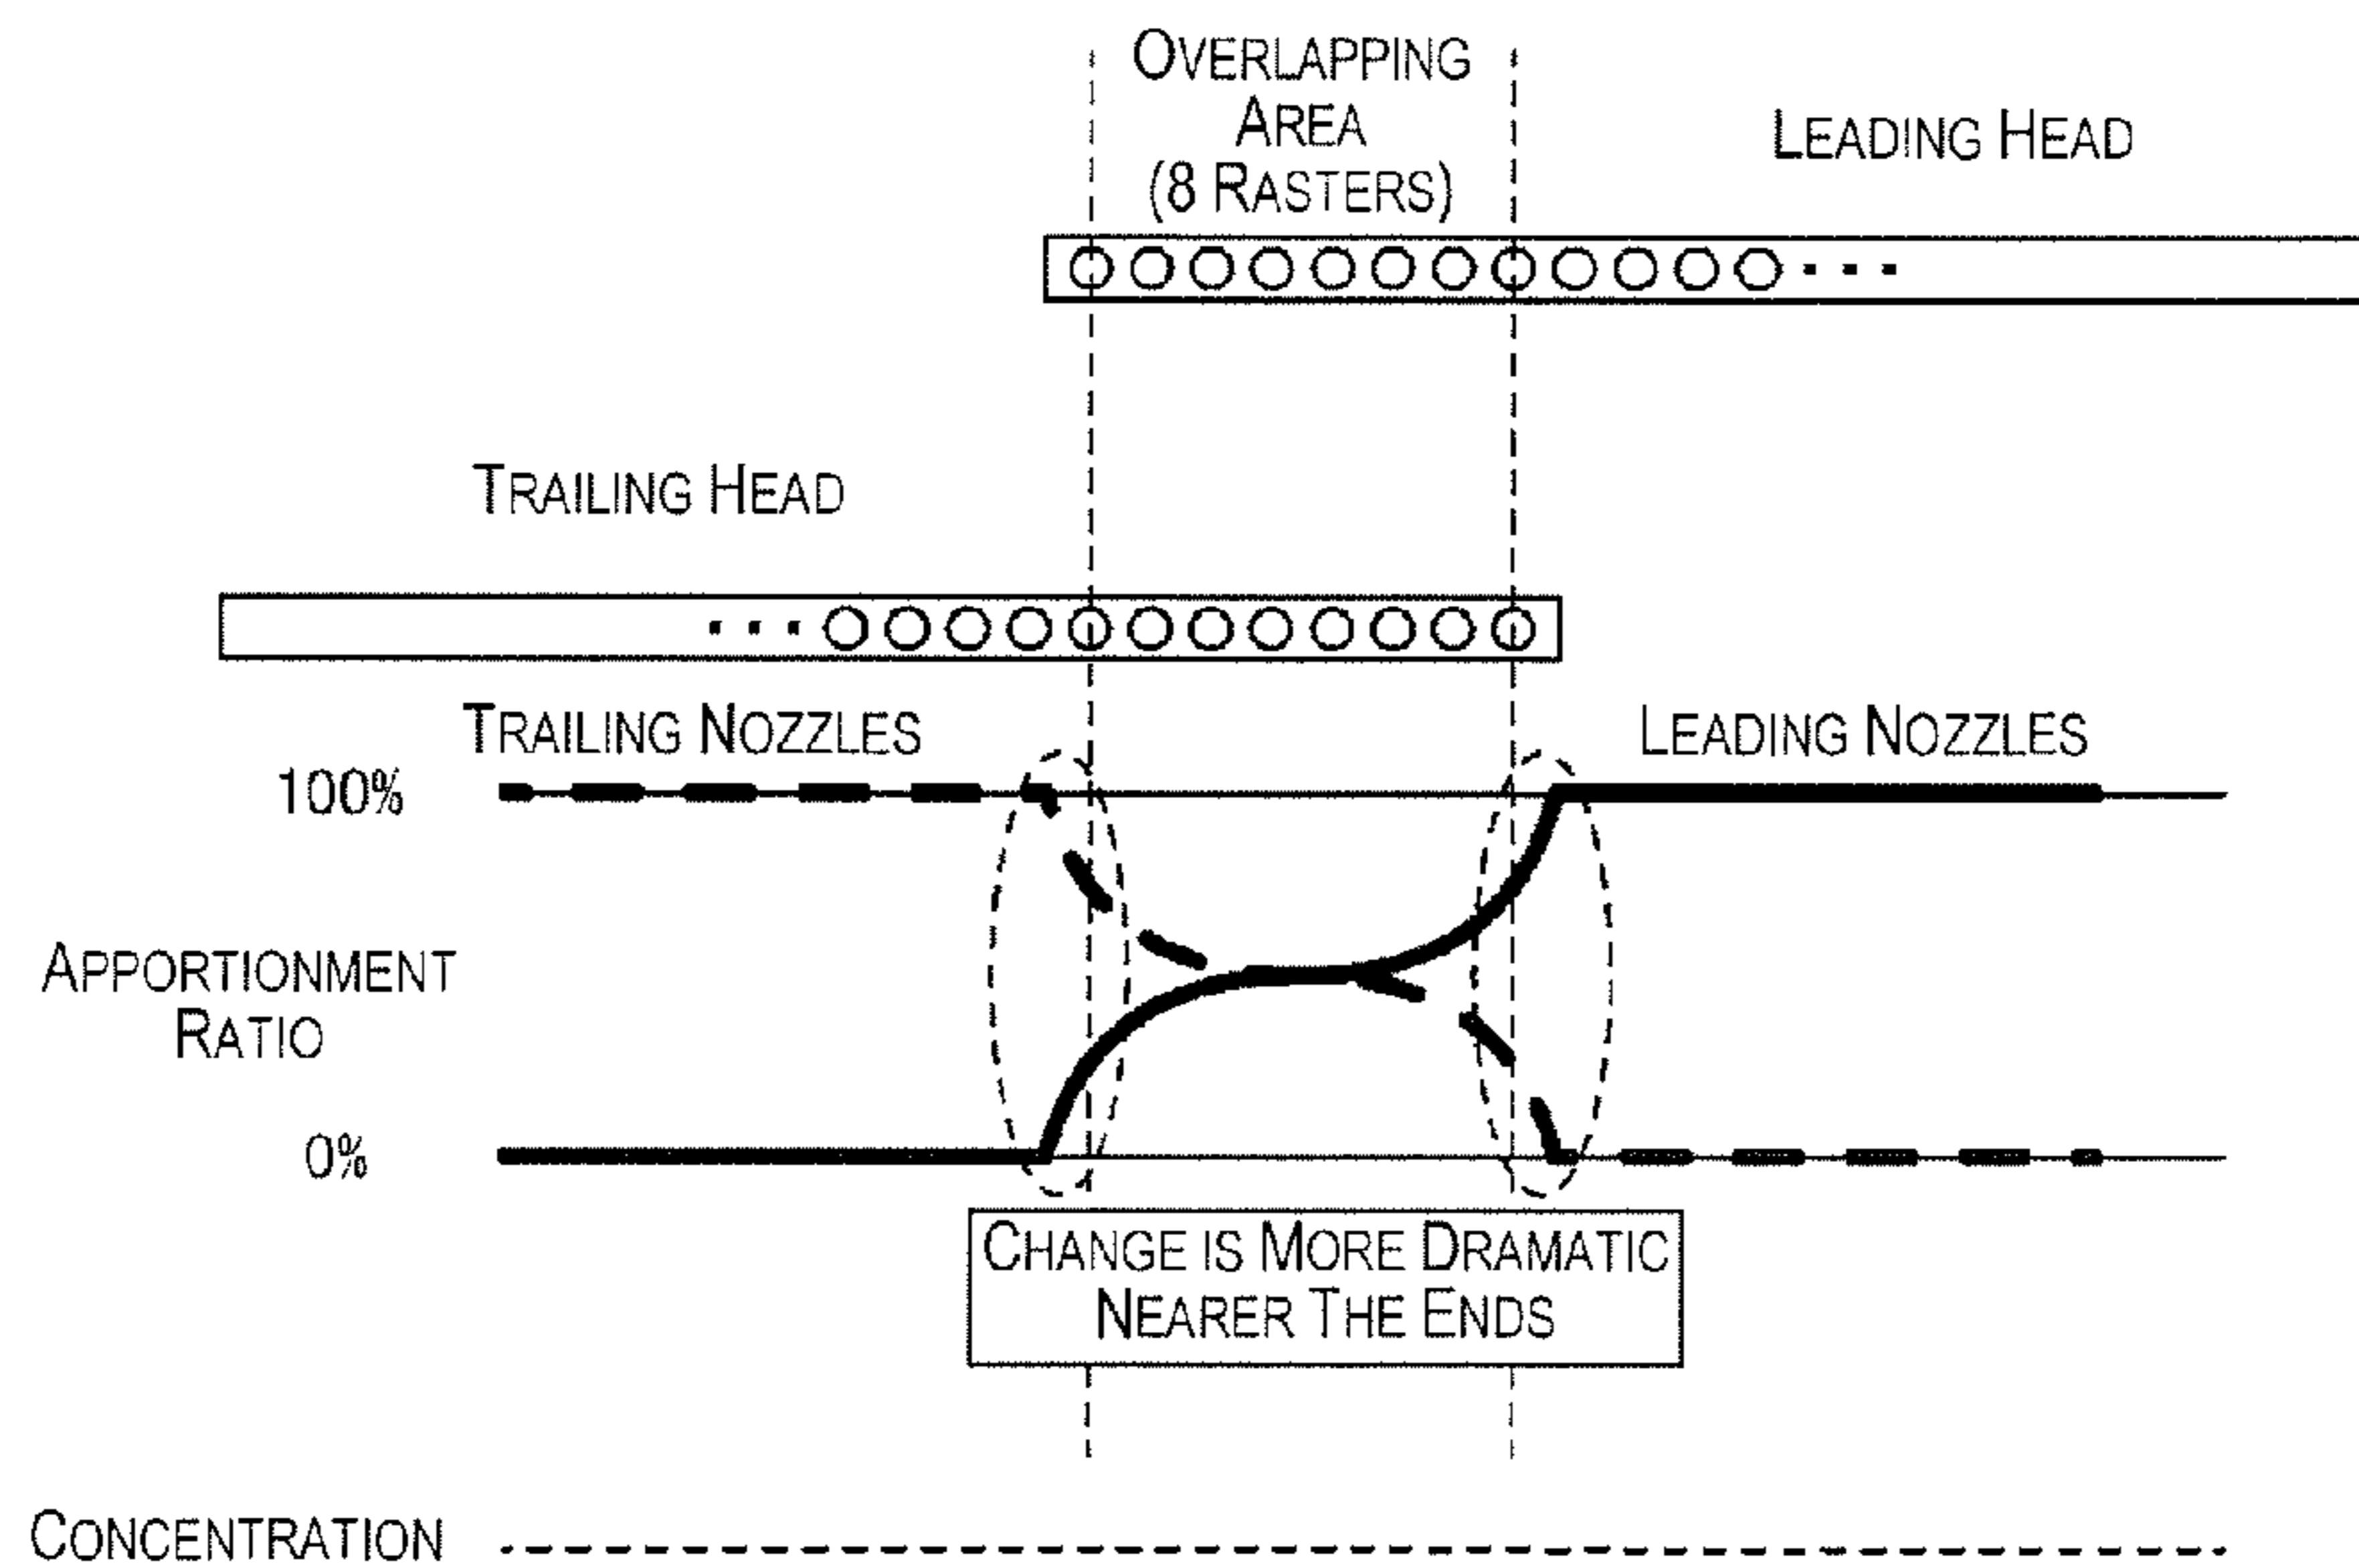 OVERLAPPING
AREA
(8 RASTERS)
LEADING HEAD
TRAILING HEAD
TRAILING NOZZLES
LEADING NOZZLES
100%
APPORTIONMENT
RATIO
0%
CHANGE IS MORE DRAMATIC
NEARER THE ENDS
CONCENTRATION